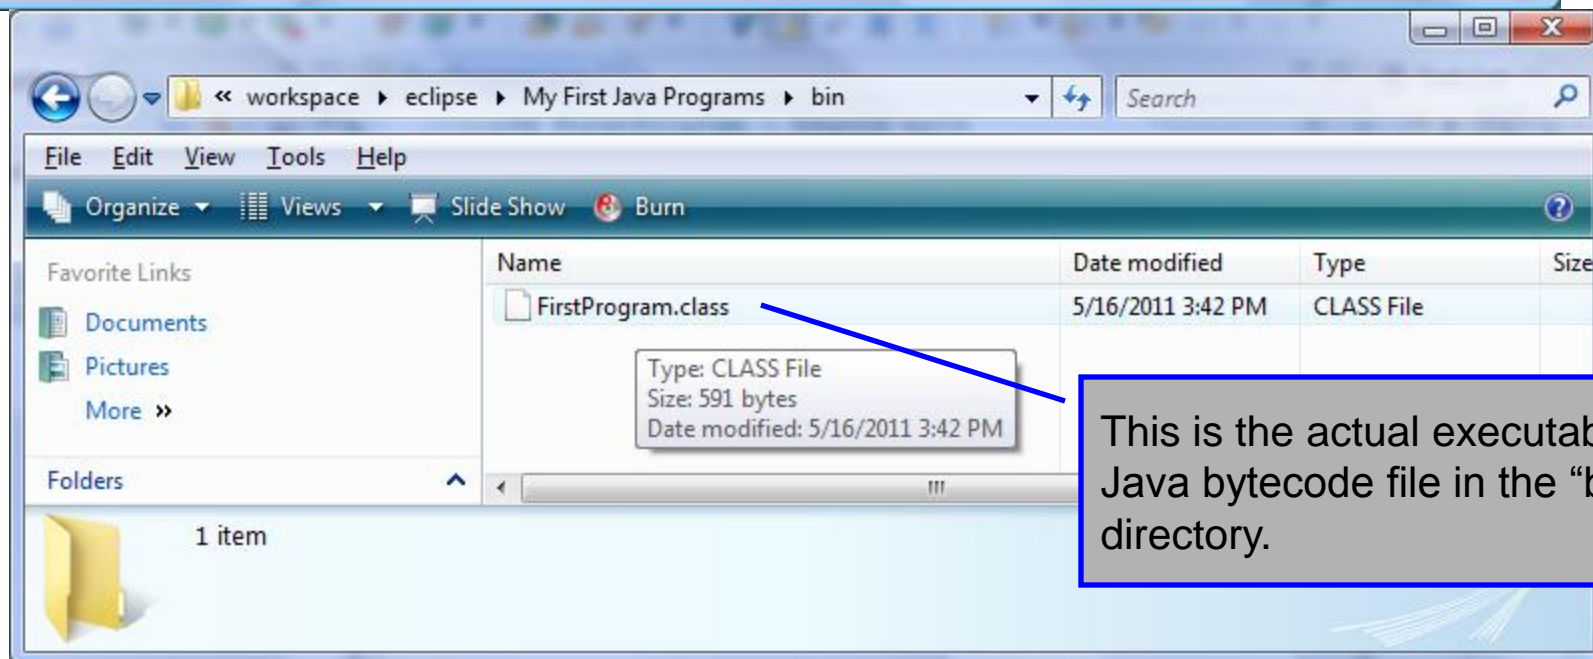 « workspace ▸ eclipse ▸ My First Java Programs ▸ bin
Search
File Edit View Tools Help
Organize Views Slide Show Burn
Favorite Links
Documents
Pictures
More »
Folders
Name Date modified Type Size
FirstProgram.class 5/16/2011 3:42 PM CLASS File
Type: CLASS File
Size: 591 bytes
Date modified: 5/16/2011 3:42 PM
This is the actual
Java bytecode file in the
directory.
1 item